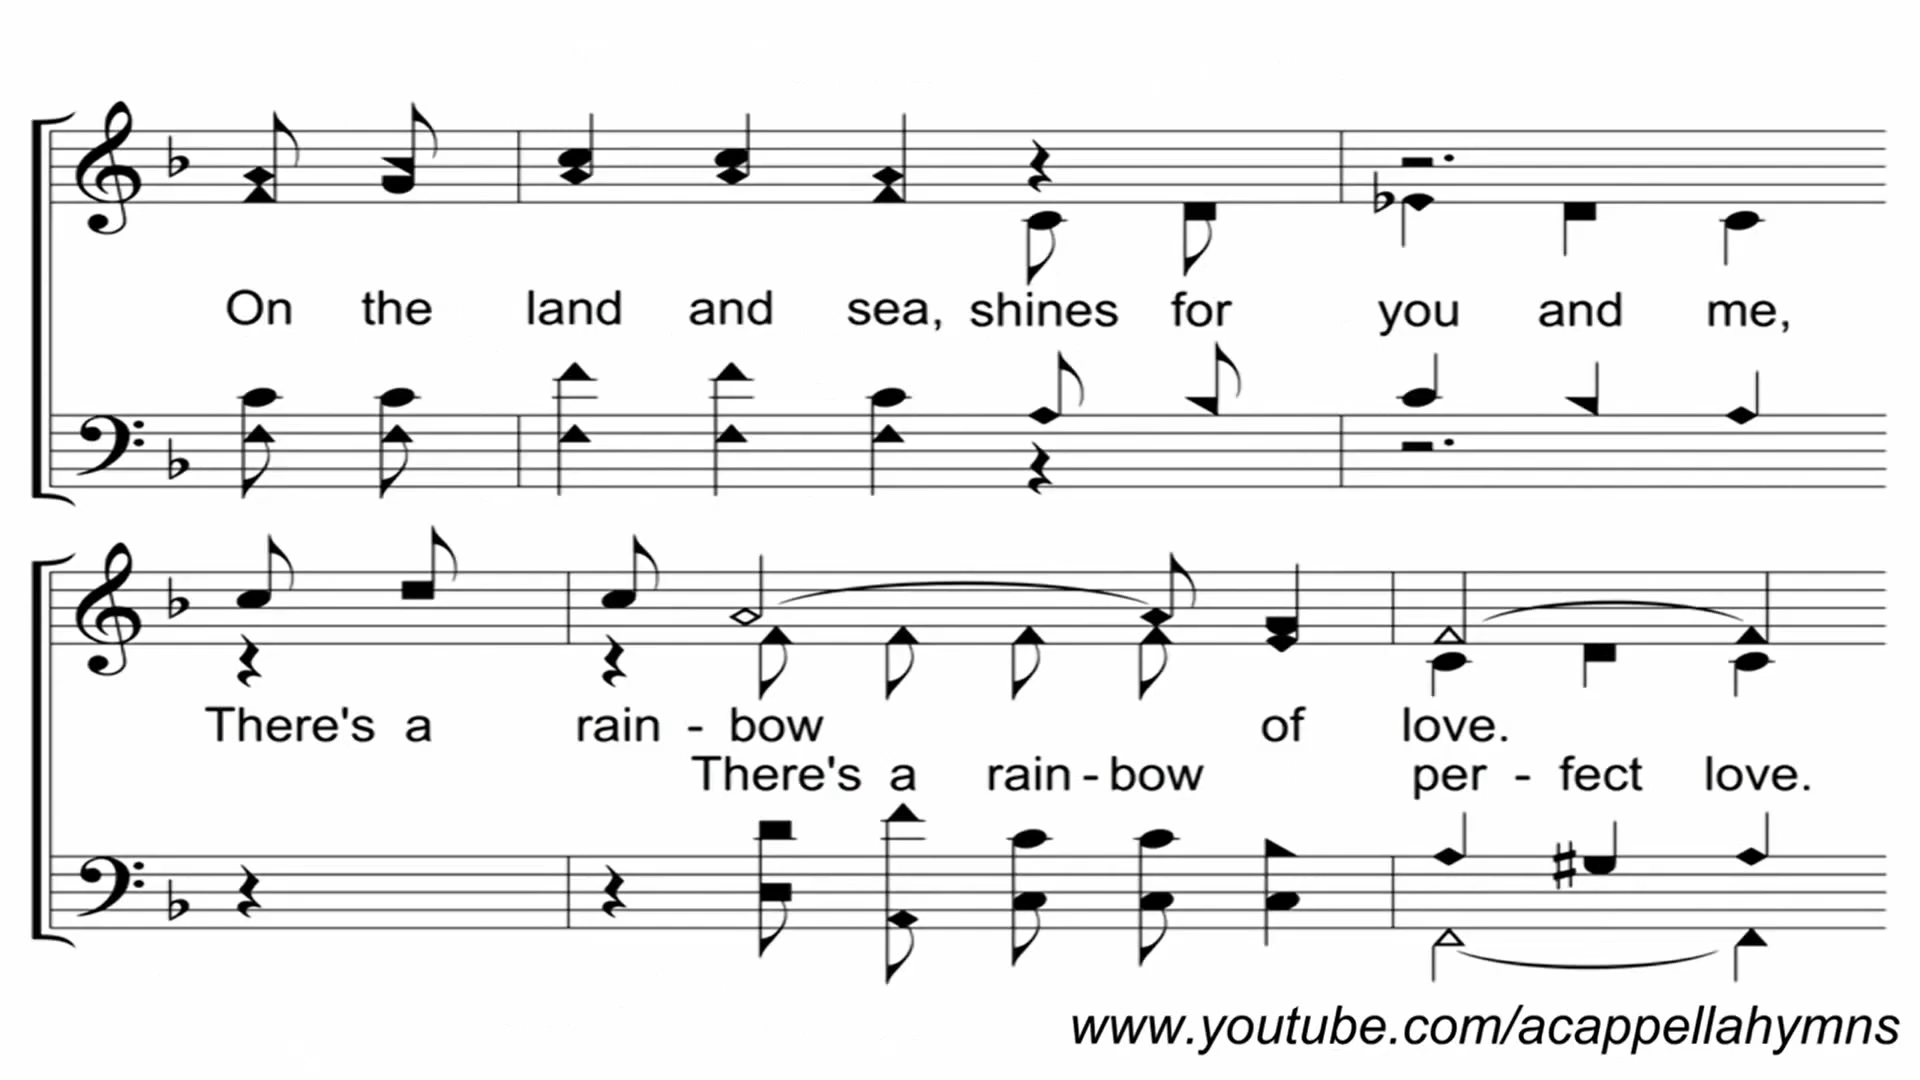 On the land and sea, shines for you and me,
There's a rain - bow of love.
There's a rain - bow per - fect love.
www.youtube.com/acappellahymns